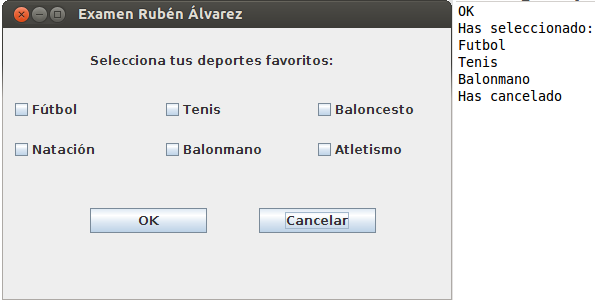 Examen Rubén Álvarez
Selecciona tus deportes favoritos:
Fútbol Tenis Baloncesto
Natación Balonmano Atletismo
OK Cancelar
OK
Has seleccionado:
Futbol
Tenis
Balonmano
Has cancelado